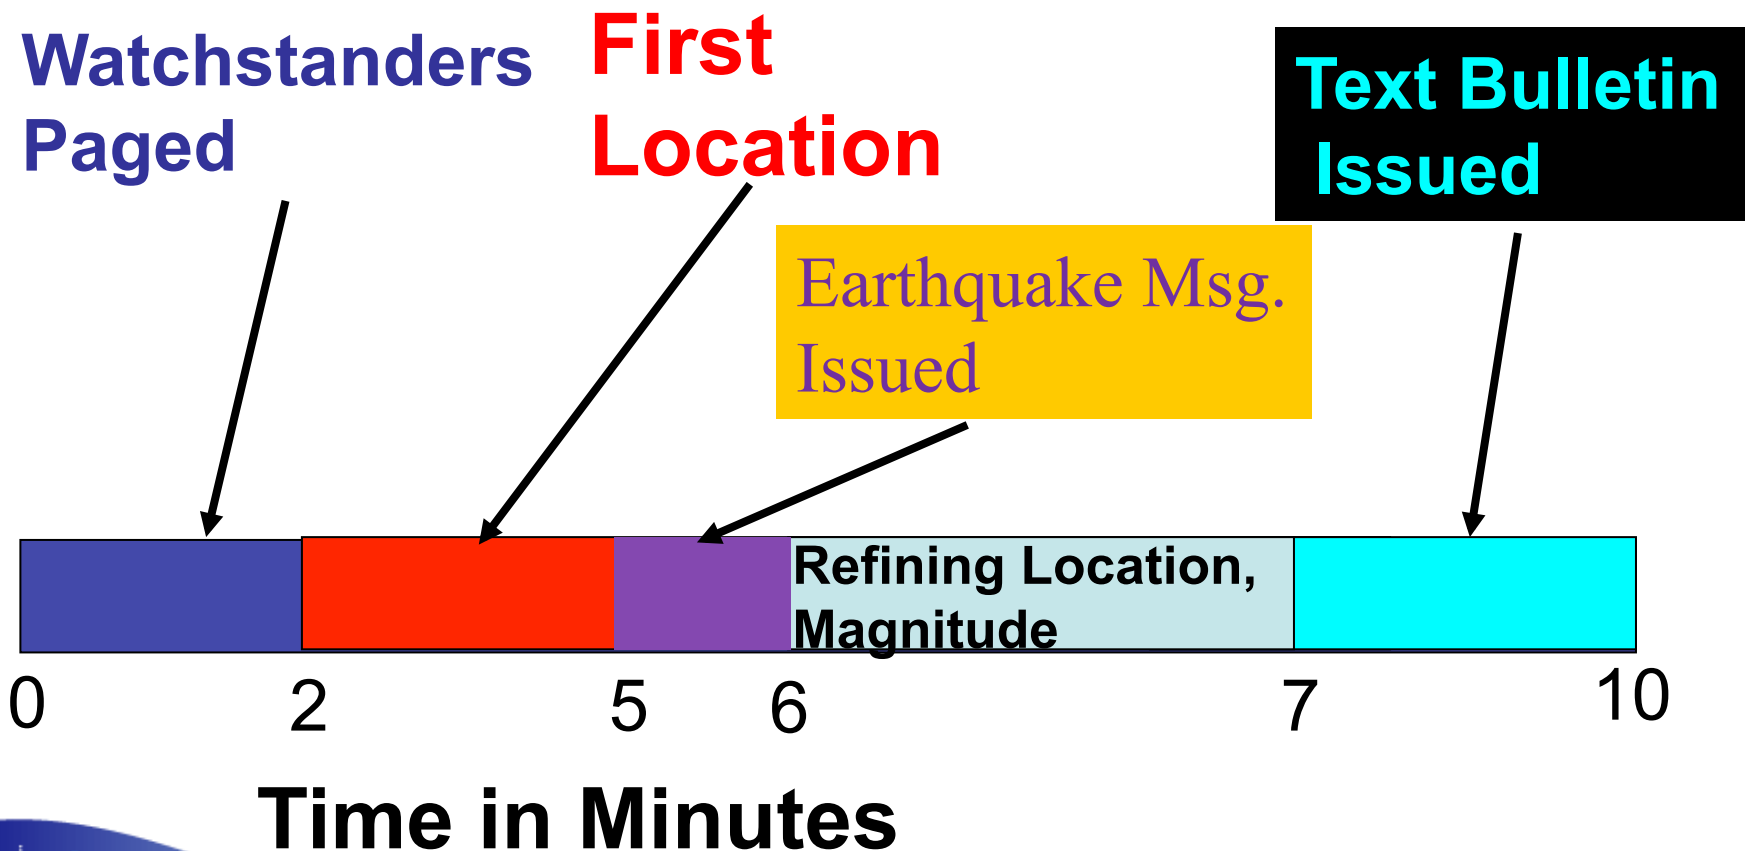 Watchstanders
Paged
First
Location
Text Bulletin
Issued
Earthquake Msg.
Issued
Refining Location,
Magnitude
0 2 5 6 7 10
Time in Minutes